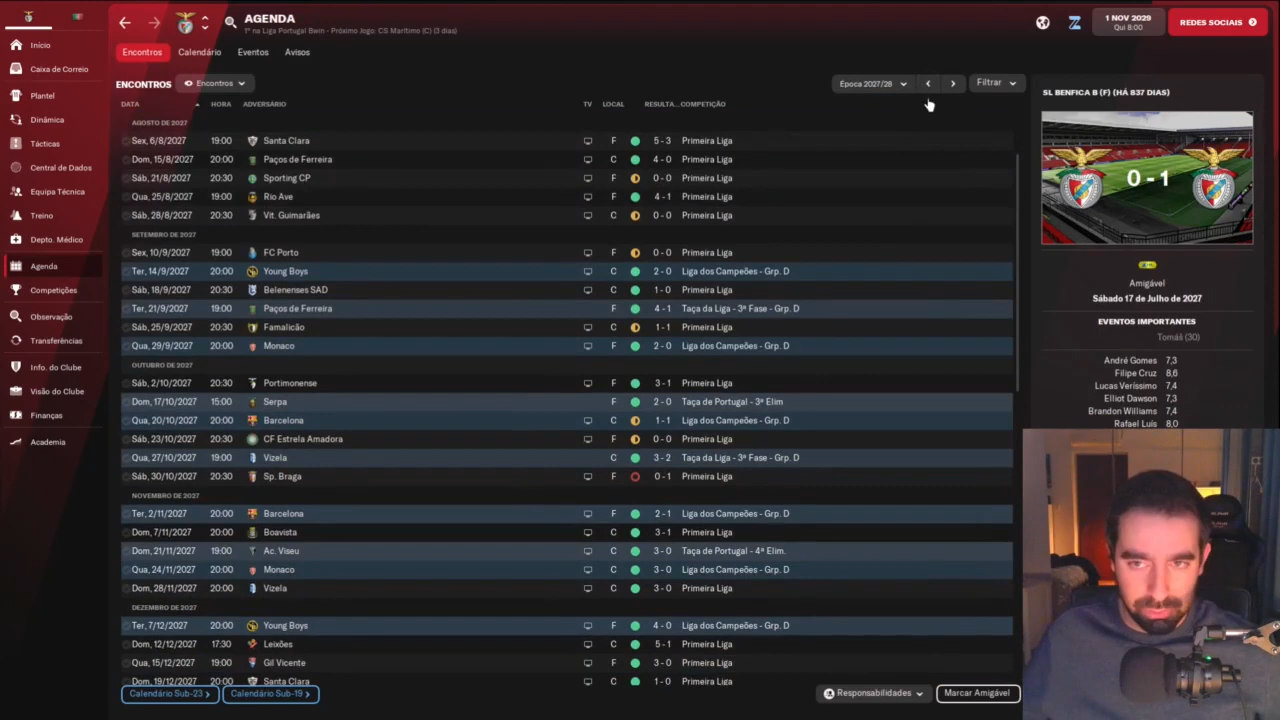 AGENDA
1º na Liga Portugal Bwin - Próximo Jogo: CS Marítimo (C) (3 dias)
1 NOV 2029
Qui 8:00
REDES SOCIAIS
Início
Caixa de Correio
Plantel
Dinâmica
Tácticas
Central de Dados
Equipa Técnica
Treino
Depto. Médico
Agenda
Competições
Observação
Transferências
Info. do Clube
Visão do Clube
Finanças
Academia
Encontros Calendário Eventos Avisos
ENCONTROS Encontros Época 2027/28 Filtrar
DATA HORA ADVERSÁRIO TV LOCAL RESULTA... COMPETIÇÃO
AGOSTO DE 2027
Sex, 6/8/2027 19:00 Santa Clara F 5 - 3 Primeira Liga
Dom, 15/8/2027 20:00 Paços de Ferreira C 4 - 0 Primeira Liga
Sáb, 21/8/2027 20:30 Sporting CP F 0 - 0 Primeira Liga
Qua, 25/8/2027 19:00 Rio Ave F 4 - 1 Primeira Liga
Sáb, 28/8/2027 20:30 Vit. Guimarães C 0 - 0 Primeira Liga
SETEMBRO DE 2027
Sex, 10/9/2027 19:00 FC Porto F 0 - 0 Primeira Liga
Ter, 14/9/2027 20:00 Young Boys C 2 - 0 Liga dos Campeões - Grp. D
Sáb, 18/9/2027 20:30 Belenenses SAD C 1 - 0 Primeira Liga
Ter, 21/9/2027 19:00 Paços de Ferreira F 4 - 1 Taça da Liga - 3ª Fase - Grp. D
Sáb, 25/9/2027 20:30 Famalicão C 1 - 1 Primeira Liga
Qua, 29/9/2027 20:00 Monaco F 2 - 0 Liga dos Campeões - Grp. D
OUTUBRO DE 2027
Sáb, 2/10/2027 20:30 Portimonense F 3 - 1 Primeira Liga
Dom, 17/10/2027 15:00 Serpa F 2 - 0 Taça de Portugal - 3ª Elim
Qua, 20/10/2027 20:00 Barcelona C 1 - 1 Liga dos Campeões - Grp. D
Sáb, 23/10/2027 20:30 CF Estrela Amadora C 0 - 0 Primeira Liga
Qua, 27/10/2027 19:00 Vizela C 3 - 2 Taça da Liga - 3ª Fase - Grp. D
Sáb, 30/10/2027 20:30 Sp. Braga F 0 - 1 Primeira Liga
NOVEMBRO DE 2027
Ter, 2/11/2027 20:00 Barcelona F 2 - 1 Liga dos Campeões - Grp. D
Dom, 7/11/2027 20:00 Boavista C 3 - 1 Primeira Liga
Dom, 21/11/2027 19:00 Ac. Viseu C 3 - 0 Taça de Portugal - 4ª Elim.
Qua, 24/11/2027 20:00 Monaco C 3 - 0 Liga dos Campeões - Grp. D
Dom, 28/11/2027 20:00 Vizela C 3 - 0 Primeira Liga
DEZEMBRO DE 2027
Ter, 7/12/2027 20:00 Young Boys F 4 - 0 Liga dos Campeões - Grp. D
Dom, 12/12/2027 17:30 Leixões C 5 - 1 Primeira Liga
Qua, 15/12/2027 19:00 Gil Vicente F 3 - 0 Primeira Liga
Dom, 19/12/2027 20:00 Santa Clara C 1 - 0 Primeira Liga
Calendário Sub-23 Calendário Sub-19 Responsabilidades Marcar Amigável
SL BENFICA B (F) (HÁ 837 DIAS)
0 - 1
Amigável
Sábado 17 de Julho de 2027
EVENTOS IMPORTANTES
Tomás (30)
André Gomes 7,3
Filipe Cruz 8,6
Lucas Veríssimo 7,4
Elliot Dawson 7,3
Brandon Williams 7,4
Rafael Luís 8,0